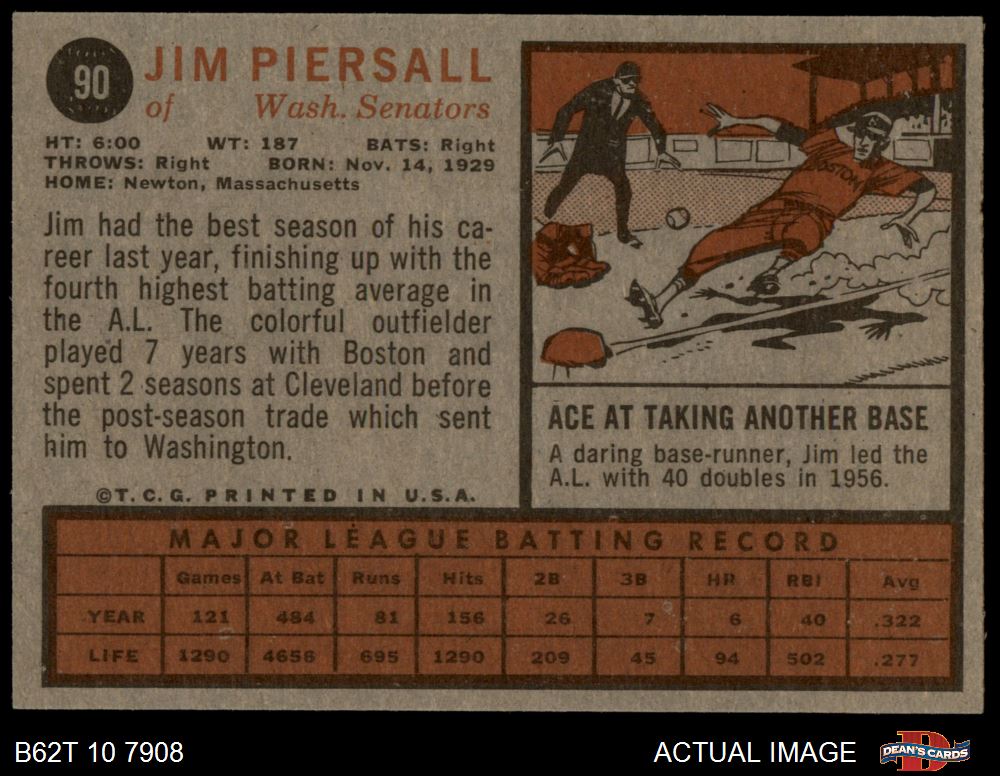 90
JIM PIERSALL
of Wash. Senators
HT: 6:00 WT: 187 BATS: Right
THROWS: Right BORN: Nov. 14, 1929
HOME: Newton, Massachusetts
Jim had the best season of his ca-
reer last year, finishing up with the
fourth highest batting average in
the A.L. The colorful outfielder
played 7 years with Boston and
spent 2 seasons at Cleveland before
the post-season trade which sent
him to Washington.
©T.C.G. PRINTED IN U.S.A.
BOSTON
ACE AT TAKING ANOTHER BASE
A daring base-runner, Jim led the
A.L. with 40 doubles in 1956.
MAJOR LEAGUE BATTING RECORD
Games At Bat Runs Hits 2B 3B HR RBI Avg
YEAR 121 484 81 156 26 7 6 40 .322
LIFE 1290 4656 695 1290 209 45 94 502 .277
B62T 10 7908 ACTUAL IMAGE DEAN'S CARDS